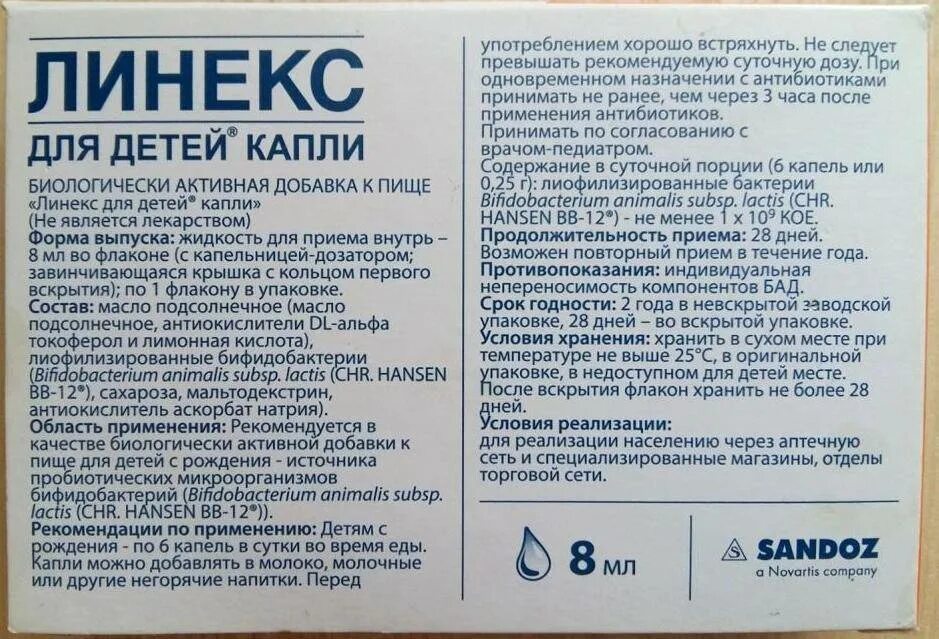 ЛИНЕКС
ДЛЯ ДЕТЕЙ® КАПЛИ
БИОЛОГИЧЕСКИ АКТИВНАЯ ДОБАВКА К ПИЩЕ
«Линекс для детей® капли»
(Не является лекарством)
Форма выпуска: жидкость для приема внутрь –
8 мл во флаконе (с капельницей-дозатором;
завинчивающаяся крышка с кольцом первого
вскрытия); по 1 флакону в упаковке.
Состав: масло подсолнечное (масло
подсолнечное, антиокислители DL-альфа
токоферол и лимонная кислота),
лиофилизированные бифидобактерии
(Bifidobacterium animalis subsp. lactis (CHR. HANSEN
BB-12®), сахароза, мальтодекстрин,
антиокислитель аскорбат натрия).
Область применения: Рекомендуется в
качестве биологически активной добавки к
пище для детей с рождения - источника
пробиотических микроорганизмов
бифидобактерий (Bifidobacterium animalis subsp.
lactis (CHR. HANSEN BB-12®)).
Рекомендации по применению: Детям с
рождения - по 6 капель в сутки во время еды.
Капли можно добавлять в молоко, молочные
или другие негорячие напитки. Перед
употреблением хорошо встряхнуть. Не следует
превышать рекомендуемую суточную дозу. При
одновременном назначении с антибиотиками
принимать не ранее, чем через 3 часа после
применения антибиотиков.
Принимать по согласованию с
врачом-педиатром.
Содержание в суточной порции (6 капель или
0,25 г): лиофилизированные бактерии
Bifidobacterium animalis subsp. lactis (CHR.
HANSEN BB-12®) - не менее 1 x 10⁹ КОЕ.
Продолжительность приема: 28 дней.
Возможен повторный прием в течение года.
Противопоказания: индивидуальная
непереносимость компонентов БАД.
Срок годности: 2 года в невскрытой заводской
упаковке, 28 дней – во вскрытой упаковке.
Условия хранения: хранить в сухом месте при
температуре не выше 25°C, в оригинальной
упаковке, в недоступном для детей месте.
После вскрытия флакон хранить не более 28
дней.
Условия реализации:
для реализации населению через аптечную
сеть и специализированные магазины, отделы
торговой сети.
8 мл
SANDOZ
a Novartis company